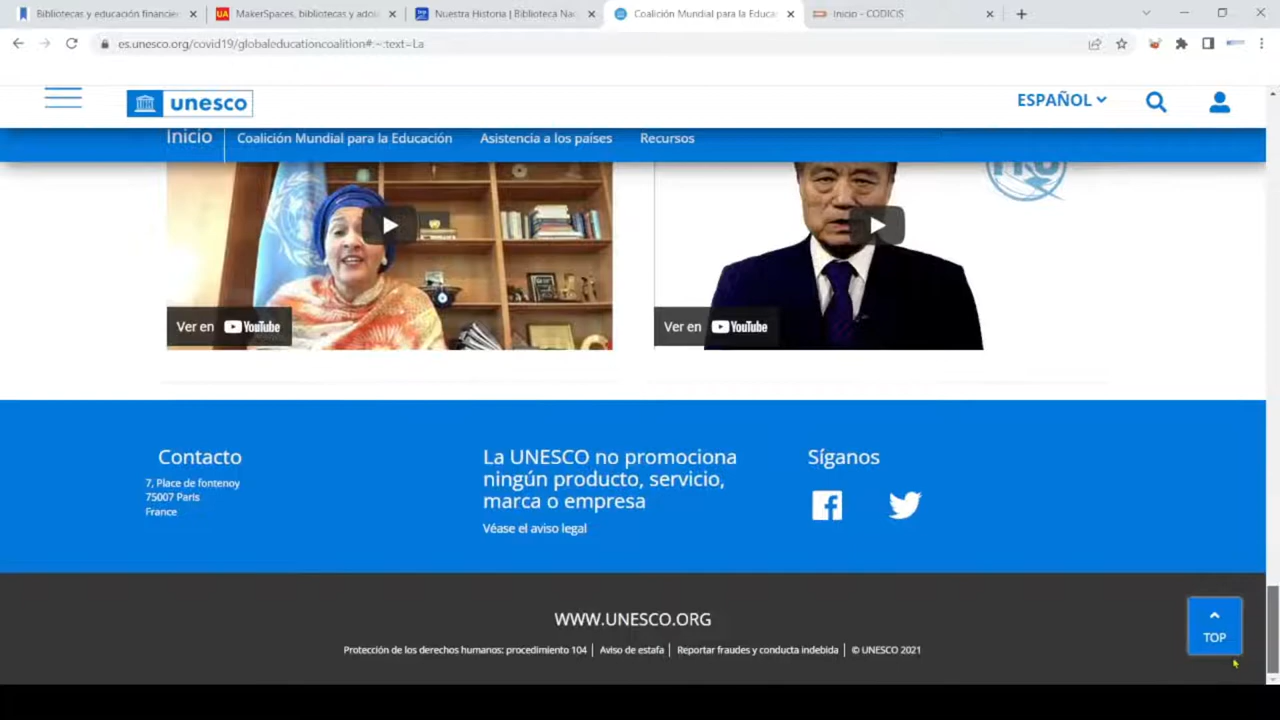 Bibliotecas y educación financie
MakerSpaces, bibliotecas y adol
Nuestra Historia | Biblioteca Nac
Coalición Mundial para la Educa
Inicio - CODICIS
es.unesco.org/covid19/globaleducationcoalition#:~:text=La
unesco
ESPAÑOL
Inicio
Coalición Mundial para la Educación
Asistencia a los países
Recursos
Ver en YouTube
Ver en YouTube
Contacto
7, Place de fontenoy
75007 Paris
France
La UNESCO no promociona
ningún producto, servicio,
marca o empresa
Véase el aviso legal
Síganos
WWW.UNESCO.ORG
Protección de los derechos humanos: procedimiento 104 | Aviso de estafa | Reportar fraudes y conducta indebida | © UNESCO 2021
TOP